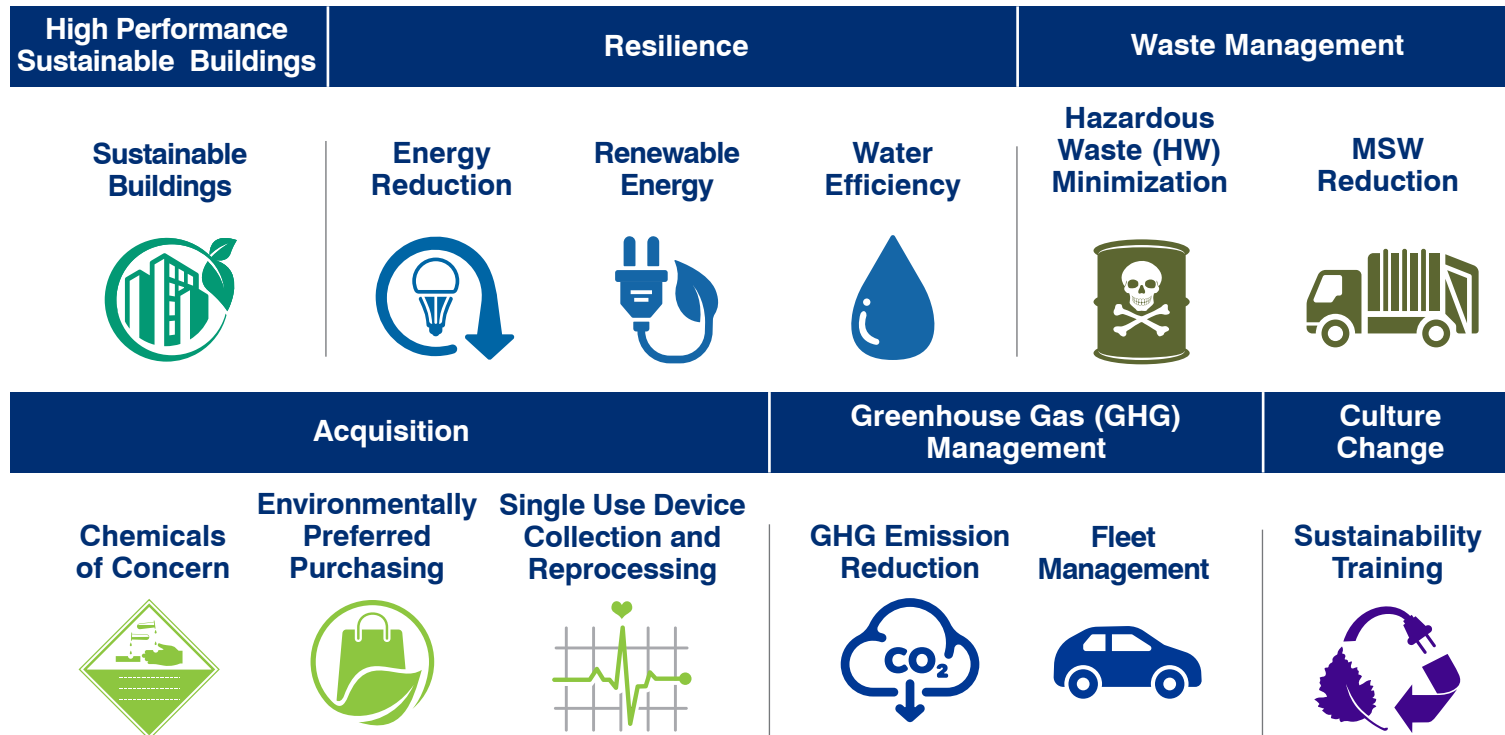 High Performance
Sustainable Buildings
Resilience
Waste Management
Sustainable
Buildings
Energy
Reduction
Renewable
Energy
Water
Efficiency
Hazardous
Waste (HW)
Minimization
MSW
Reduction
Acquisition
Greenhouse Gas (GHG)
Management
Culture
Change
Chemicals
of Concern
Environmentally
Preferred
Purchasing
Single Use Device
Collection and
Reprocessing
GHG Emission
Reduction
Fleet
Management
Sustainability
Training
CO₂